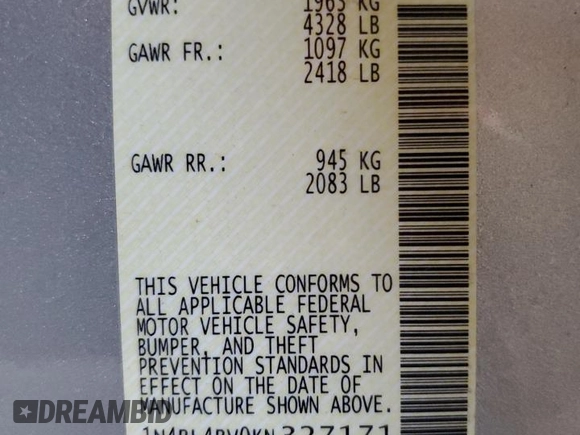 GVWR: 1963 KG
4328 LB
GAWR FR.: 1097 KG
2418 LB
GAWR RR.: 945 KG
2083 LB
THIS VEHICLE CONFORMS TO
ALL APPLICABLE FEDERAL
MOTOR VEHICLE SAFETY,
BUMPER, AND THEFT
PREVENTION STANDARDS IN
EFFECT ON THE DATE OF
MANUFACTURE SHOWN ABOVE.
DREAMBID